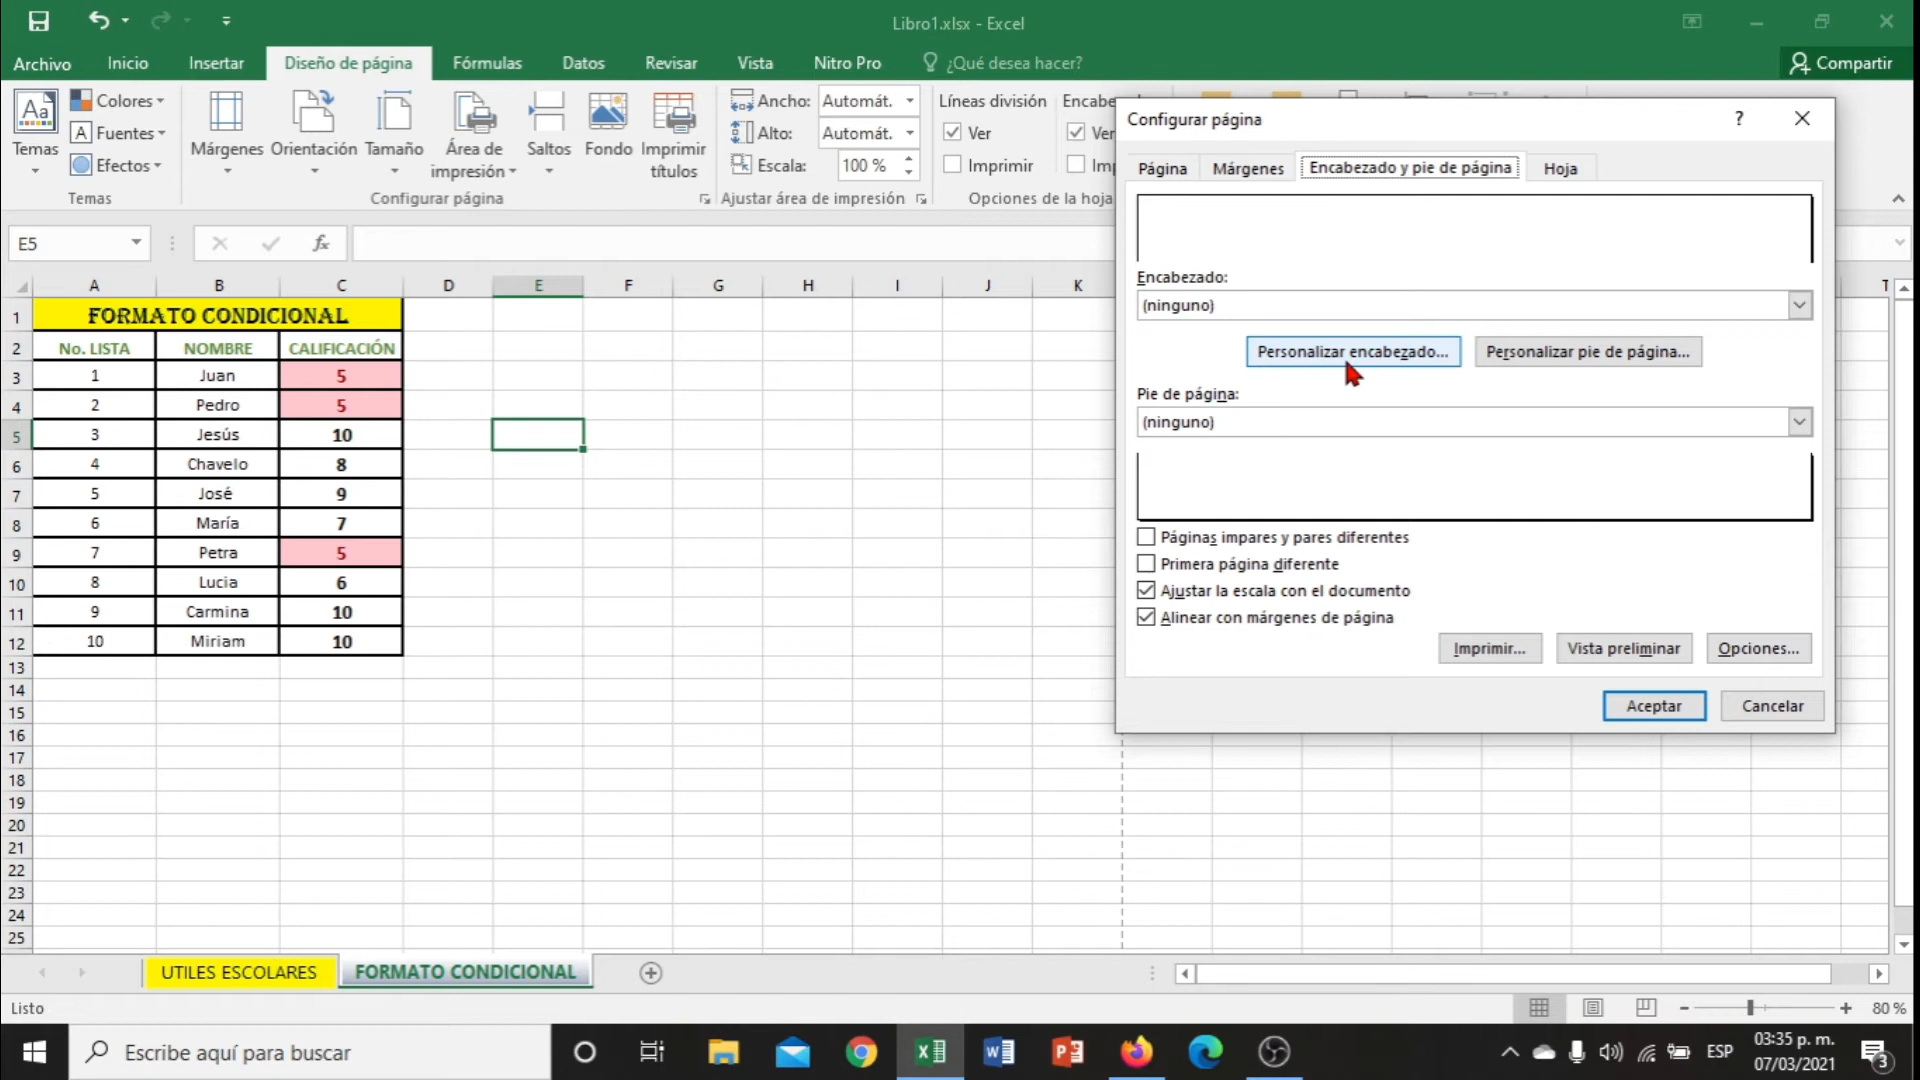 Libro1.xlsx - Excel
Archivo Inicio Insertar Diseño de página Fórmulas Datos Revisar Vista Nitro Pro ¿Qué desea hacer? Compartir
Aa
Temas
Colores
A Fuentes
Efectos
Temas
Márgenes
Orientación
Tamaño
Área de
impresión
Saltos
Fondo
Imprimir
títulos
Configurar página
Ancho: Automát.
Alto: Automát.
Escala: 100 %
Ajustar área de impresión
Líneas división
Ver
Imprimir
Opciones de la hoja
Configurar página ?
Página Márgenes Encabezado y pie de página Hoja
Encabezado:
(ninguno)
Personalizar encabezado... Personalizar pie de página...
Pie de página:
(ninguno)
Páginas impares y pares diferentes
Primera página diferente
Ajustar la escala con el documento
Alinear con márgenes de página
Imprimir... Vista preliminar Opciones...
Aceptar Cancelar
E5 fx
A B C D E F G H I J K T
1 FORMATO CONDICIONAL
2 No. LISTA NOMBRE CALIFICACIÓN
3 1 Juan 5
4 2 Pedro 5
5 3 Jesús 10
6 4 Chavelo 8
7 5 José 9
8 6 María 7
9 7 Petra 5
10 8 Lucia 6
11 9 Carmina 10
12 10 Miriam 10
13
14
15
16
17
18
19
20
21
22
23
24
25
UTILES ESCOLARES FORMATO CONDICIONAL
Listo 80 %
Escribe aquí para buscar
ESP
03:35 p. m.
07/03/2021
3